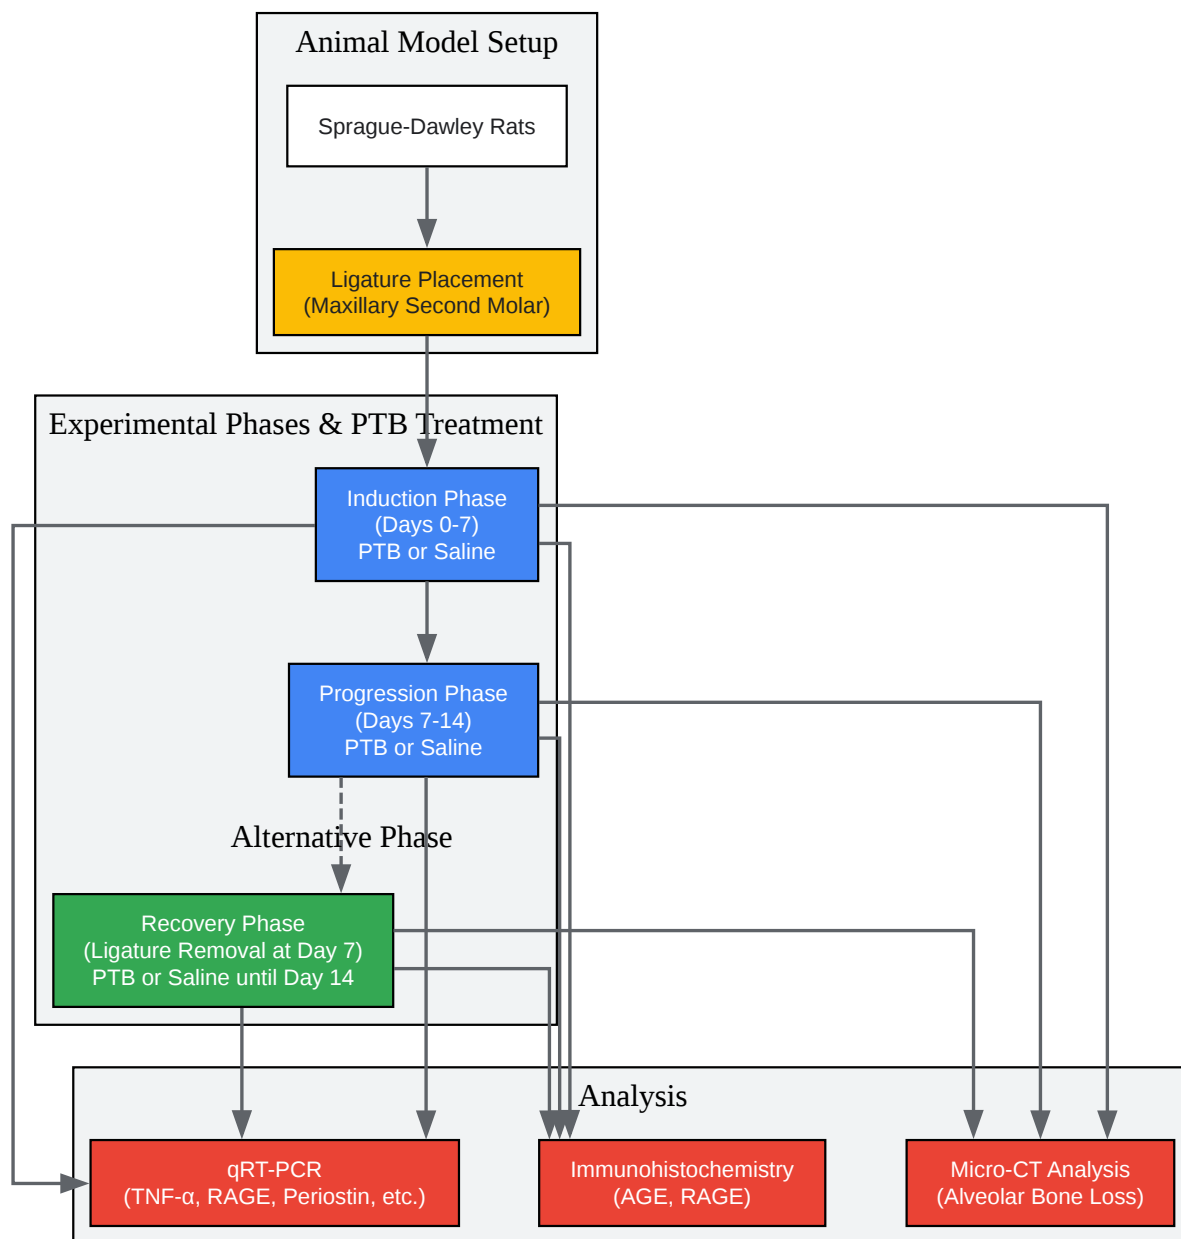 Animal Model Setup
Sprague-Dawley Rats
Ligature Placement
(Maxillary Second Molar)
Experimental Phases & PTB Treatment
Induction Phase
(Days 0-7)
PTB or Saline
Progression Phase
(Days 7-14)
PTB or Saline
Alternative Phase
Recovery Phase
(Ligature Removal at Day 7)
PTB or Saline until Day 14
Analysis
qRT-PCR
(TNF-α, RAGE, Periostin, etc.)
Immunohistochemistry
(AGE, RAGE)
Micro-CT Analysis
(Alveolar Bone Loss)